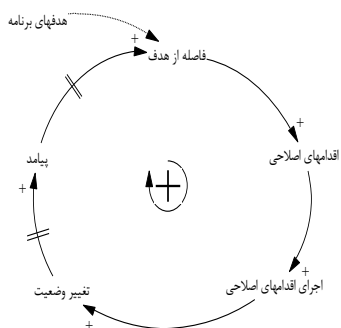 هدفهای برنامه
+
فاصله از هدف
+
اقدامهای اصلاحی
+
اجرای اقدامهای اصلاحی
+
تغییر وضعیت
+
پیامد
+
+